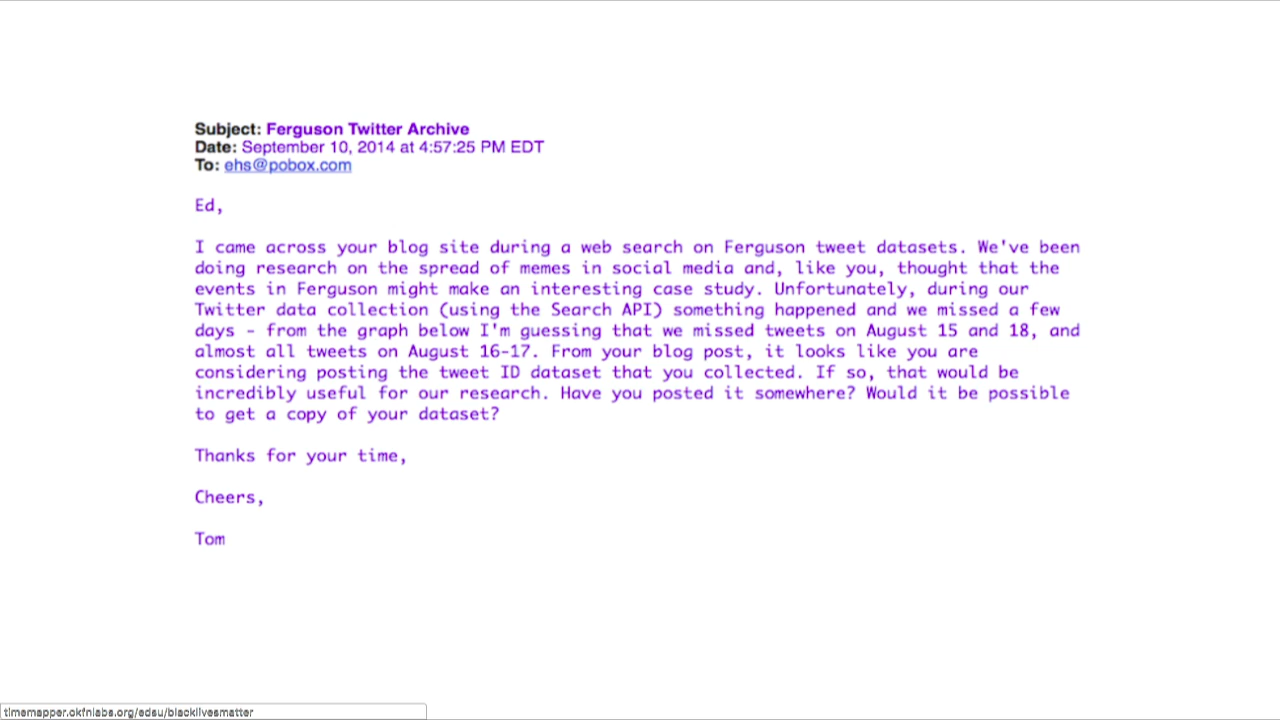 Subject: Ferguson Twitter Archive
Date: September 10, 2014 at 4:57:25 PM EDT
To: ehs@pobox.com
Ed,
I came across your blog site during a web search on Ferguson tweet datasets. We've been
doing research on the spread of memes in social media and, like you, thought that the
events in Ferguson might make an interesting case study. Unfortunately, during our
Twitter data collection (using the Search API) something happened and we missed a few
days - from the graph below I'm guessing that we missed tweets on August 15 and 18, and
almost all tweets on August 16-17. From your blog post, it looks like you are
considering posting the tweet ID dataset that you collected. If so, that would be
incredibly useful for our research. Have you posted it somewhere? Would it be possible
to get a copy of your dataset?
Thanks for your time,
Cheers,
Tom
timemapper.okfnlabs.org/edsu/blacklivesmatter